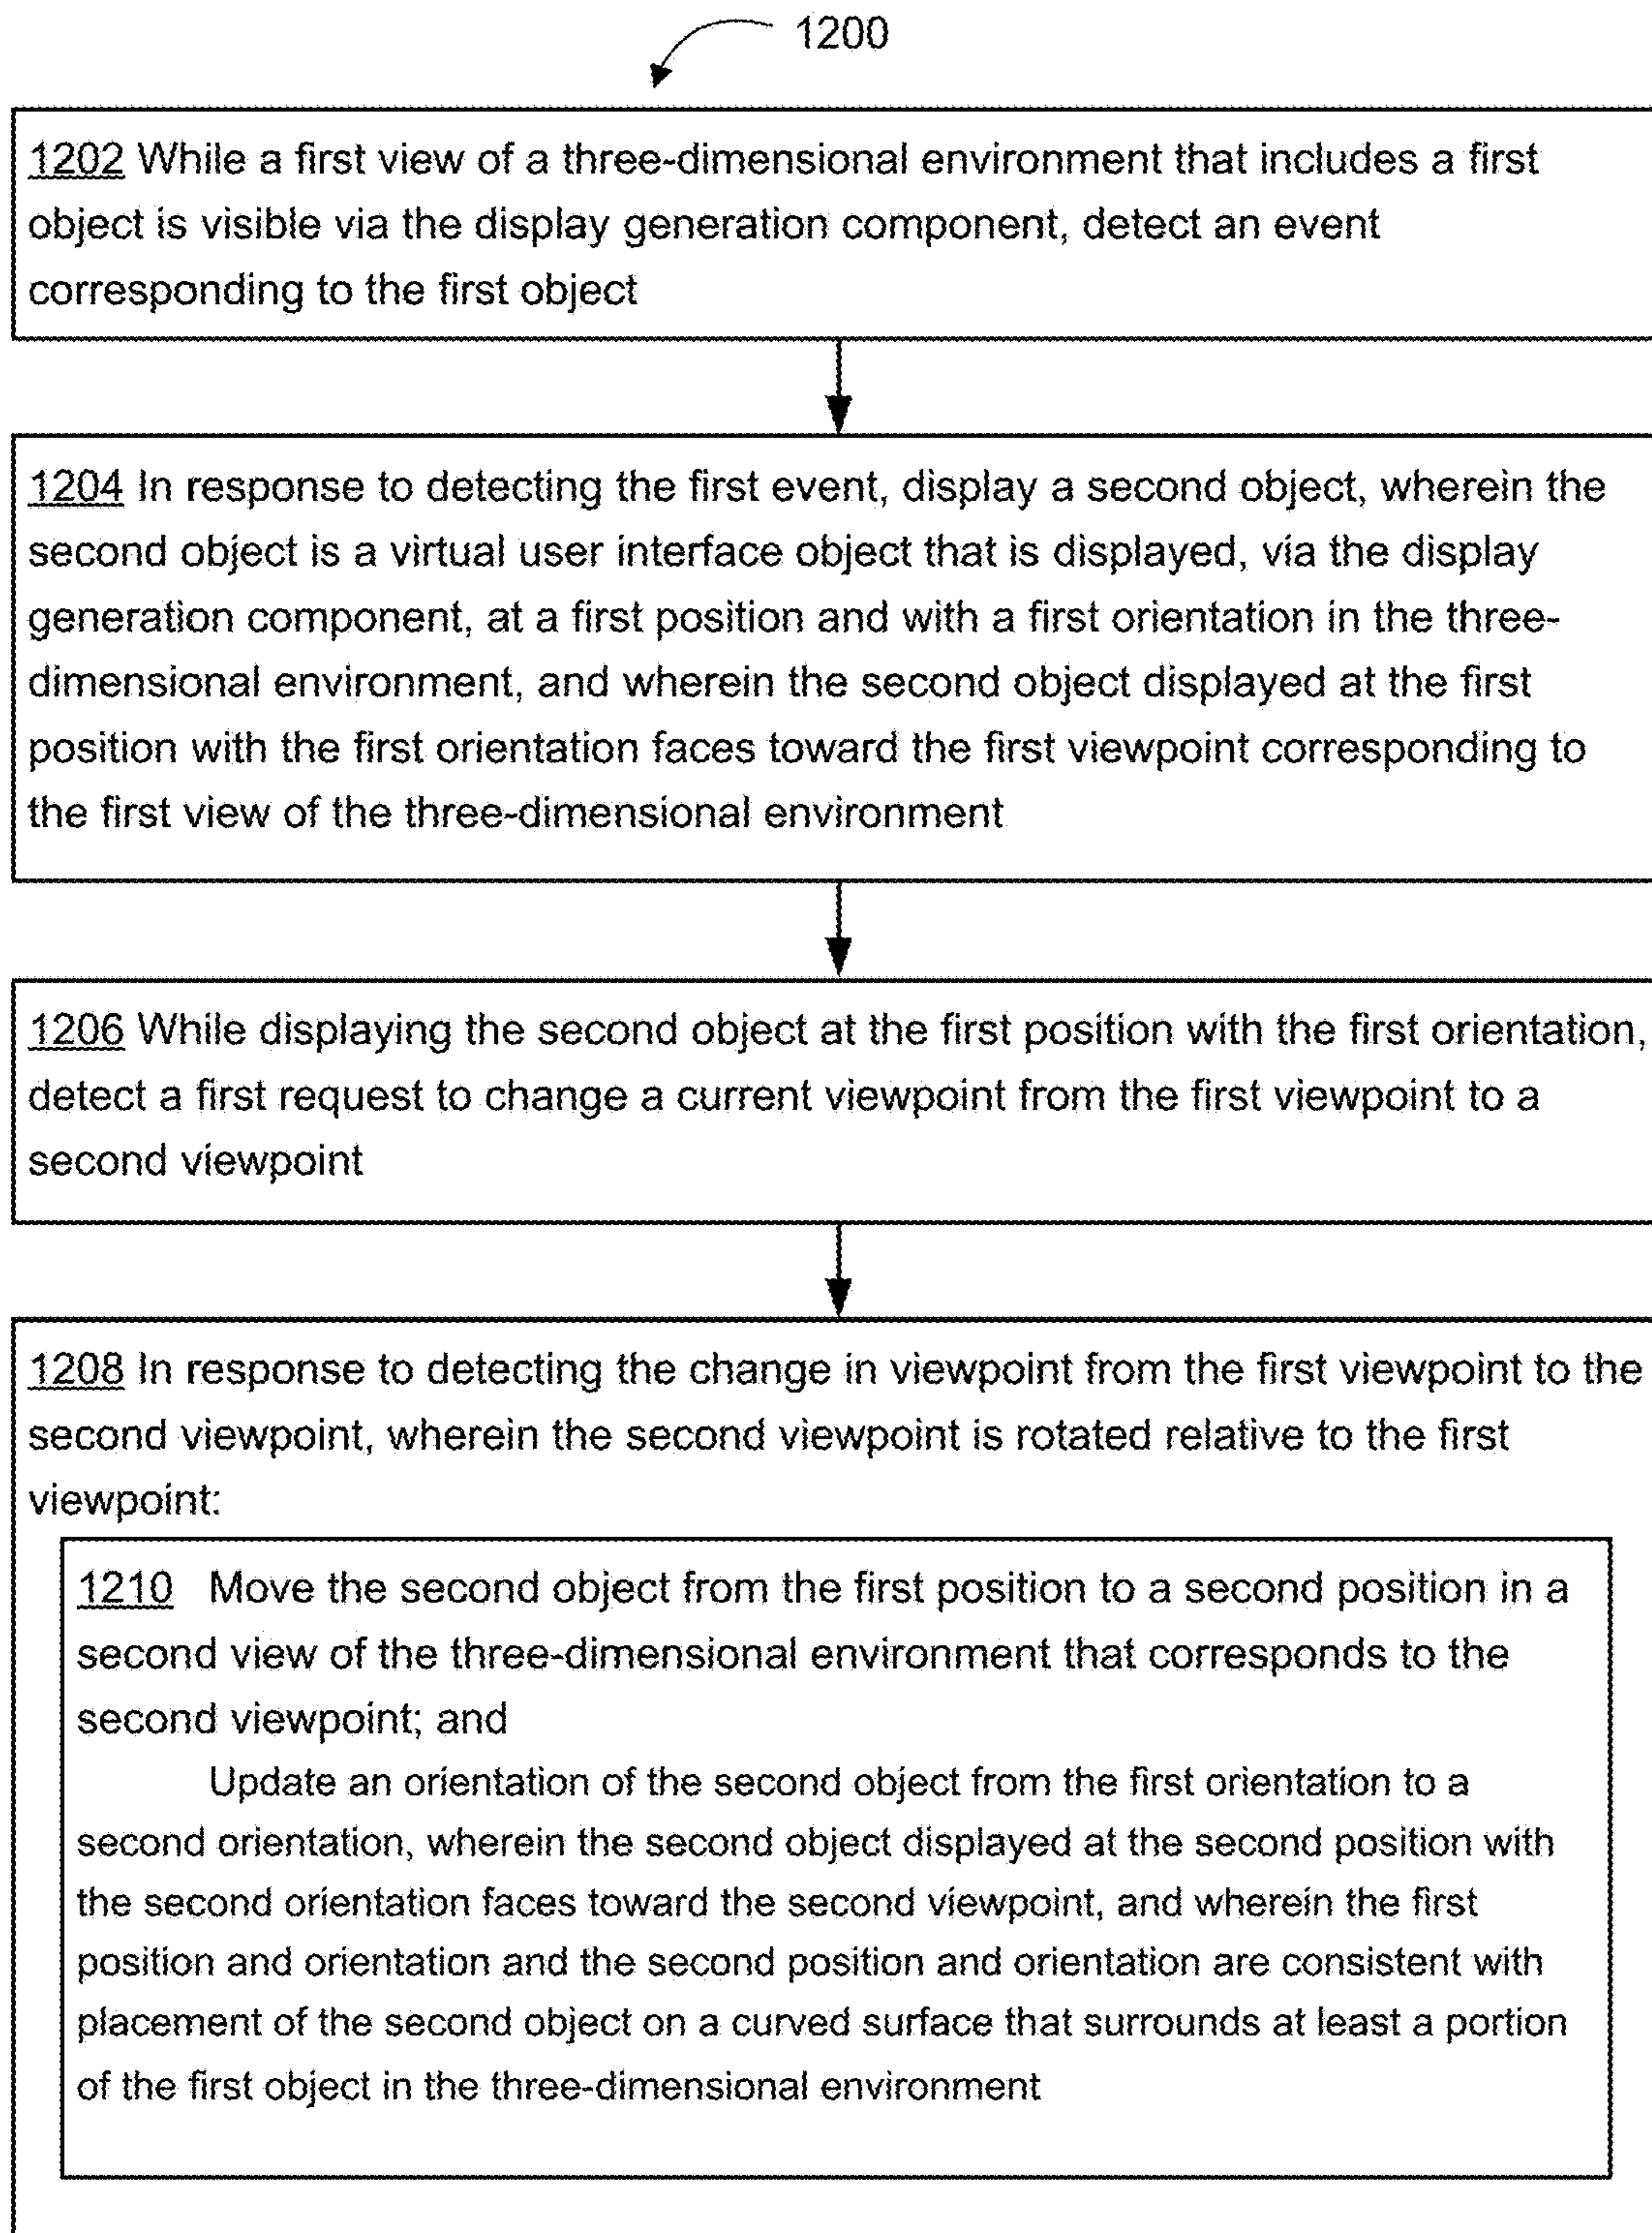 1200
1202 While a first view of a three-dimensional environment that includes a first
object is visible via the display generation component, detect an event
corresponding to the first object
1204 In response to detecting the first event, display a second object, wherein the
second object is a virtual user interface object that is displayed, via the display
generation component, at a first position and with a first orientation in the three-
dimensional environment, and wherein the second object displayed at the first
position with the first orientation faces toward the first viewpoint corresponding to
the first view of the three-dimensional environment
1206 While displaying the second object at the first position with the first orientation,
detect a first request to change a current viewpoint from the first viewpoint to a
second viewpoint
1208 In response to detecting the change in viewpoint from the first viewpoint to the
second viewpoint, wherein the second viewpoint is rotated relative to the first
viewpoint:
1210 Move the second object from the first position to a second position in a
second view of the three-dimensional environment that corresponds to the
second viewpoint; and
Update an orientation of the second object from the first orientation to a
second orientation, wherein the second object displayed at the second position with
the second orientation faces toward the second viewpoint, and wherein the first
position and orientation and the second position and orientation are consistent with
placement of the second object on a curved surface that surrounds at least a portion
of the first object in the three-dimensional environment